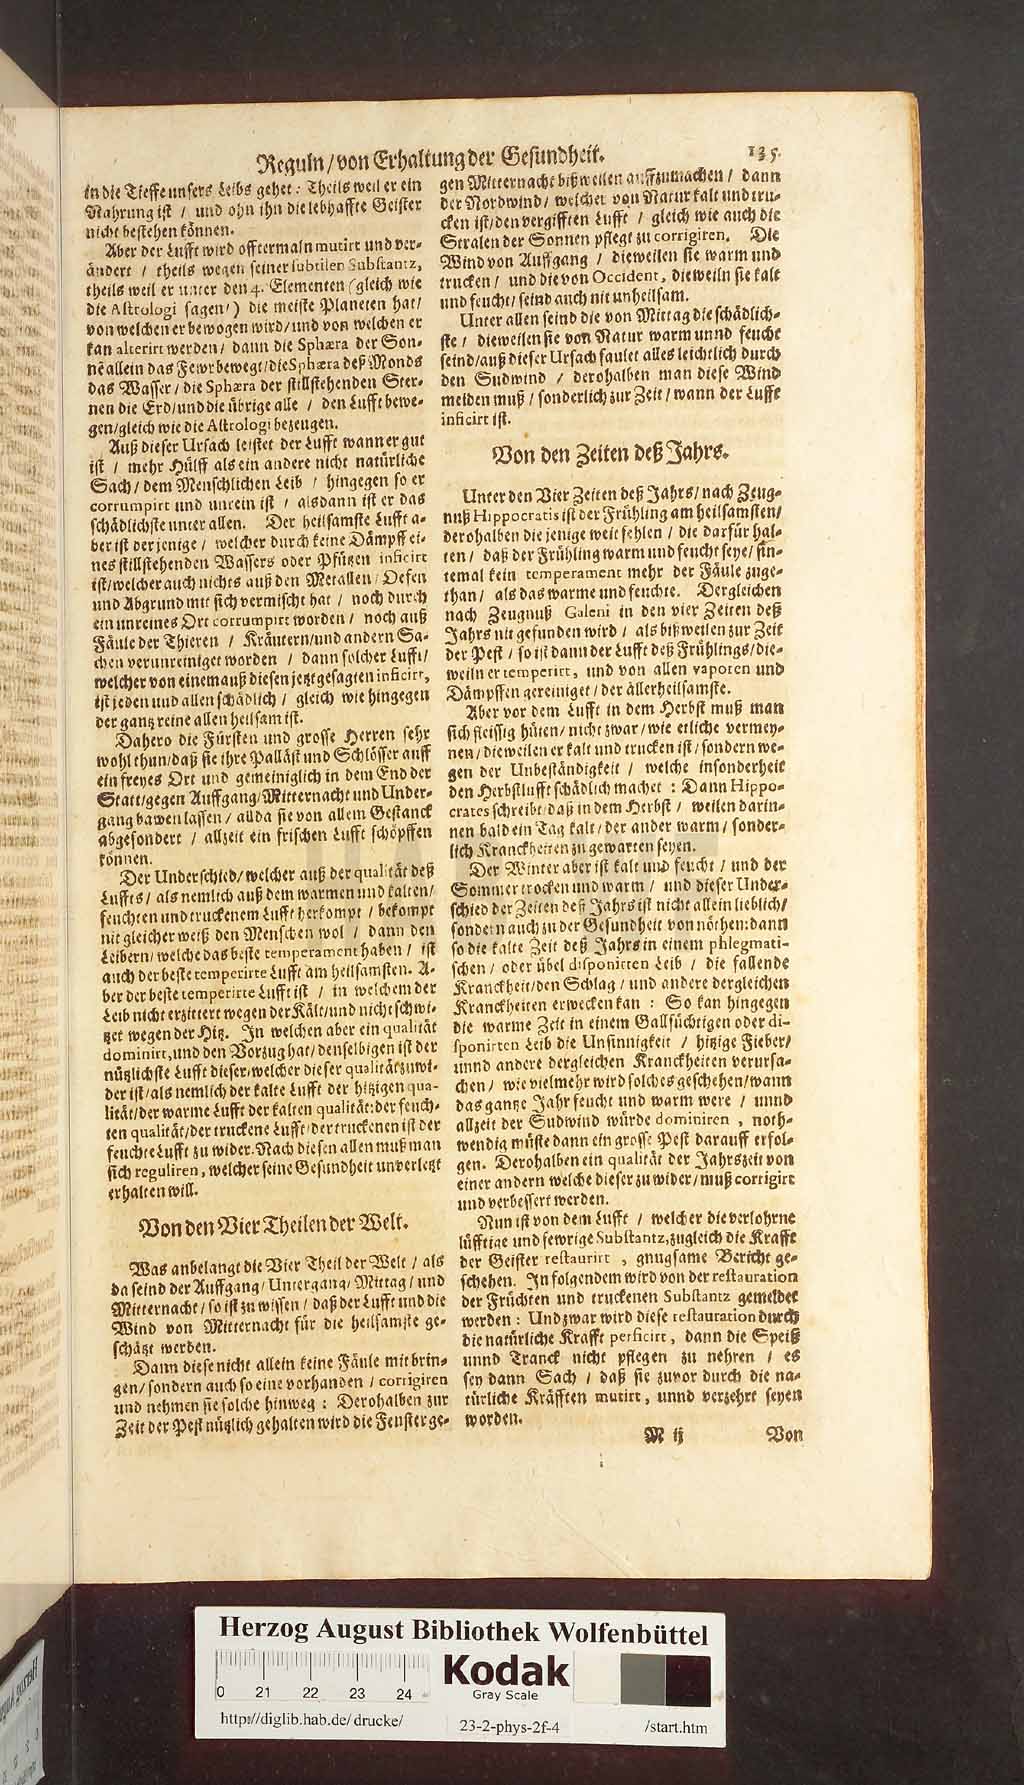 Reguln/von Erhaltung der Gesundheit.
135.
in die Tieffe unsers Leibs gehet: Theils weil er ein
Nahrung ist / und ohn ihn die lebhaffte Geister
nicht bestehen können.
Aber der Lufft wird offtermaln mutirt und ver-
ändert / theils wegen seiner subtilen Substantz,
theils weil er unter den 4. Elementen (gleich wie
die Astrologi sagen/) die meiste Planeten hat/
von welchen er bewogen wird/und von welchen er
kan alterirt werden/ dann die Sphæra der Son-
nē allein das Fewr bewegt/die Sphæra deß Monds
das Wasser/die Sphæra der stillstehenden Ster-
nen die Erd/und die übrige alle / den Lufft bewe-
gen/gleich wie die Astrologi bezeugen.
Auß dieser Ursach leistet der Lufft wann er gut
ist / mehr Hülff als ein andere nicht natürliche
Sach/dem Menschlichen Leib / hingegen so er
corrumpirt und unrein ist / alsdann ist er das
schädlichste unter allen. Der heilsamste Lufft a-
ber ist der jenige / welcher durch keine Dämpff ei-
nes stillstehenden Wassers oder Pfützen inficirt
ist/welcher auch nichts auß den Metallen/Oefen
und Abgrund mit sich vermischt hat / noch durch
ein unreines Ort corrumpirt worden/ noch auß
Fäule der Thieren / Kräutern/und andern Sa-
chen verunreiniget worden / dann solcher Lufft/
welcher von einem auß diesen jetztgesagten inficirt,
ist jeden und allen schädlich/ gleich wie hingegen
der gantz reine allen heilsam ist.
Dahero die Fürsten und grosse Herren sehr
wohl thun/daß sie ihre Palläst und Schlösser auff
ein freyes Ort und gemeiniglich in dem End der
Statt/gegen Auffgang/Mitternacht und Under-
gang bawen lassen/ allda sie von allem Gestanck
abgesondert / allzeit ein frischen Lufft schöpffen
können.
Der Underschied/welcher auß der qualität deß
Luffts/als nemlich auß dem warmen und kalten/
feuchten und truckenem Lufft herkompt/bekompt
nit gleicher weiß den Menschen wol / dann den
Leibern/welche das beste temperament haben/ ist
auch der beste temperirte Lufft am heilsamsten. A-
ber der beste temperirte Lufft ist / in welchem der
Leib nicht erzittert wegen der Kält/und nicht schwi-
tzet wegen der Hitz. In welchen aber ein qualität
dominirt, und den Vorzug hat/denselbigen ist der
nützlichste Lufft dieser/welcher dieser qualität zuwi-
der ist/als nemlich der kalte Lufft der hitzigen qua-
lität/der warme Lufft der kalten qualität: der feuch-
ten qualität/der truckene Lufft/der truckenen ist der
feuchte Lufft zu wider. Nach diesen allen muß man
sich reguliren, welcher seine Gesundheit unverletzt
erhalten will.
Von den Vier Theilen der Welt.
Was anbelangt die Vier Theil der Welt/als
da seind der Auffgang/Untergang/Mittag/und
Mitternacht/so ist zu wissen/daß der Lufft und die
Wind von Mitternacht für die heilsamste ge-
schätzt werden.
Dann diese nicht allein keine Fäule mitbrin-
gen/sondern auch so eine vorhanden/corrigiren
und nehmen sie solche hinweg: Derohalben zur
Zeit der Pest nützlich gehalten wird die Fenster ge-
gen Mitternacht bißweilen auffzumachen/ dann
der Nordwind/ welcher von Natur kalt und tru-
cken ist/den vergifften Lufft/ gleich wie auch die
Stralen der Sonnen pflegt zu corrigiren. Die
Wind von Auffgang/ dieweilen sie warm und
trucken/ und die von Occident, dieweiln sie kalt
und feucht/seind auch nit unheilsam.
Unter allen seind die von Mittag die schädlich-
ste/ dieweilen sie von Natur warm unnd feucht
seind/auß dieser Ursach faulet alles leichtlich durch
den Sudwind / derohalben man diese Wind
meiden muß/sonderlich zur Zeit/wann der Lufft
inficirt ist.
Von den Zeiten deß Jahrs.
Unter den Vier Zeiten deß Jahrs/nach Zeug-
nuß Hippocratis ist der Frühling am heilsamsten/
derohalben die jenige weit fehlen/ die darfür hal-
ten/ daß der Frühling warm und feucht seye/ sin-
temal kein temperament mehr der Fäule zuge-
than/ als das warme und feuchte. Dergleichen
nach Zeugnuß Galeni in den vier Zeiten deß
Jahrs nit gefunden wird/ als bißweilen zur Zeit
der Pest/so ist dann der Lufft deß Frühlings/die-
weiln er temperirt, und von allen vaporen und
Dämpffen gereiniget/der allerheilsamste.
Aber vor dem Lufft in dem Herbst muß man
sich fleissig hüten/nicht zwar/wie etliche vermey-
nen/dieweilen er kalt und trucken ist/sondern we-
gen der Unbeständigkeit / welche insonderheit
den Herbstlufft schädlich machet: Dann Hippo-
crates schreibt/daß in dem Herbst/ weilen darin-
nen bald ein Tag kalt/der ander warm/ sonder-
lich Kranckheiten zu gewarten seyen.
Der Winter aber ist kalt und feucht/ und der
Sommer trocken und warm/ und dieser Under-
schied der Zeiten deß Jahrs ist nicht allein lieblich/
sondern auch zu der Gesundheit von nöthen: dann
so die kalte Zeit deß Jahrs in einem phlegmati-
schen/ oder übel disponirten Leib/ die fallende
Kranckheit/den Schlag/und andere dergleichen
Kranckheiten erwecken kan: So kan hingegen
die warme Zeit in einem Gallsüchtigen oder di-
sponirten Leib die Unsinnigkeit/ hitzige Fieber/
unnd andere dergleichen Kranckheiten verursa-
chen/ wie vielmehr wird solches geschehen/wann
das gantze Jahr feucht und warm were/ unnd
allzeit der Sudwind würde dominiren, noth-
wendig müste dann ein grosse Pest darauff erfol-
gen. Derohalben ein qualität der Jahrszeit von
einer andern welche dieser zu wider/muß corrigirt
und verbessert werden.
Nun ist von dem Lufft/ welcher die verlohrne
lüfftige und fewrige Substantz, zugleich die Krafft
der Geister restaurirt, gnugsame Bericht ge-
schehen. In folgendem wird von der restauration
der Früchten und truckenen Substantz gemeldet
werden: Und zwar wird diese restauration durch
die natürliche Krafft perficirt, dann die Speiß
unnd Tranck nicht pflegen zu nehren / es
sey dann Sach/ daß sie zuvor durch die na-
türliche Kräfften mutirt, unnd verzehrt seyen
worden.
M ij
Von
Herzog August Bibliothek Wolfenbüttel
0 21 22 23 24
Kodak
Gray Scale
http://diglib.hab.de/drucke/
23-2-phys-2f-4
/start.htm